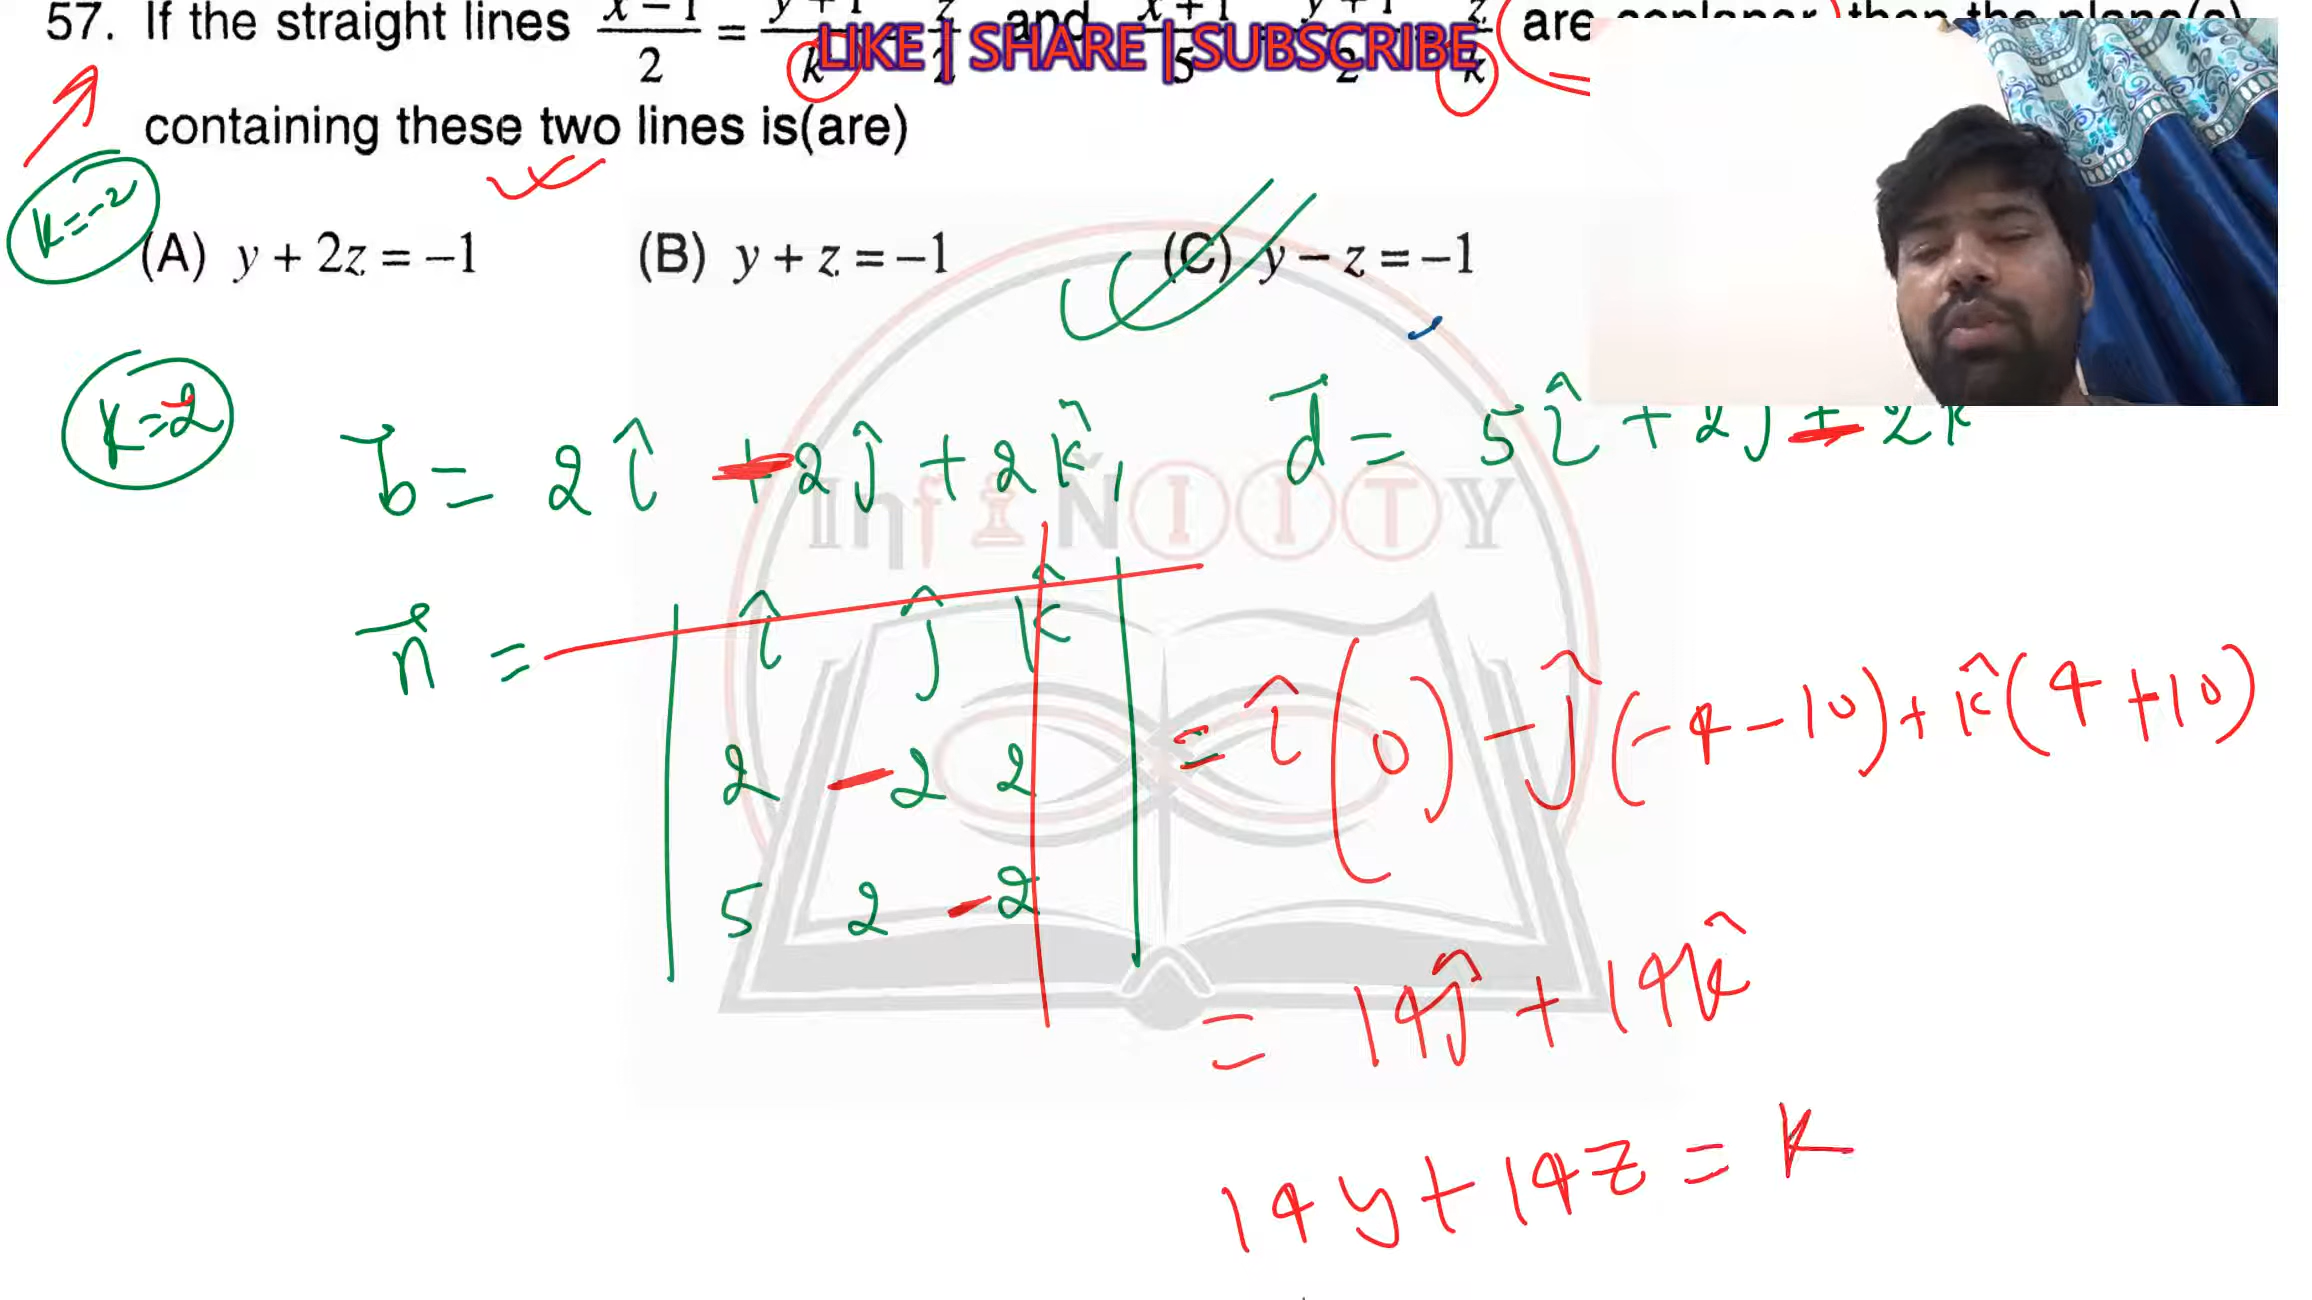 57. If the straight lines x – 1 / 2 = y + 1 / k = z / 2 and x + 1 / 5 = y + 1 / 2 = z / k are coplanar, then the plane(s)
LIKE | SHARE | SUBSCRIBE
containing these two lines is(are)
k = -2
(A) y + 2z = –1 (B) y + z = –1 (C) y – z = –1
k = -2
b = 2î - 2ĵ + 2k̂, d = 5î + 2ĵ - 2k̂
InfiNIITY
n = | î ĵ k̂
2 -2 2
5 2 -2 | = î(0) - ĵ(-4-10) + k̂(4+10)
= 14ĵ + 14k̂
14y + 14z = k